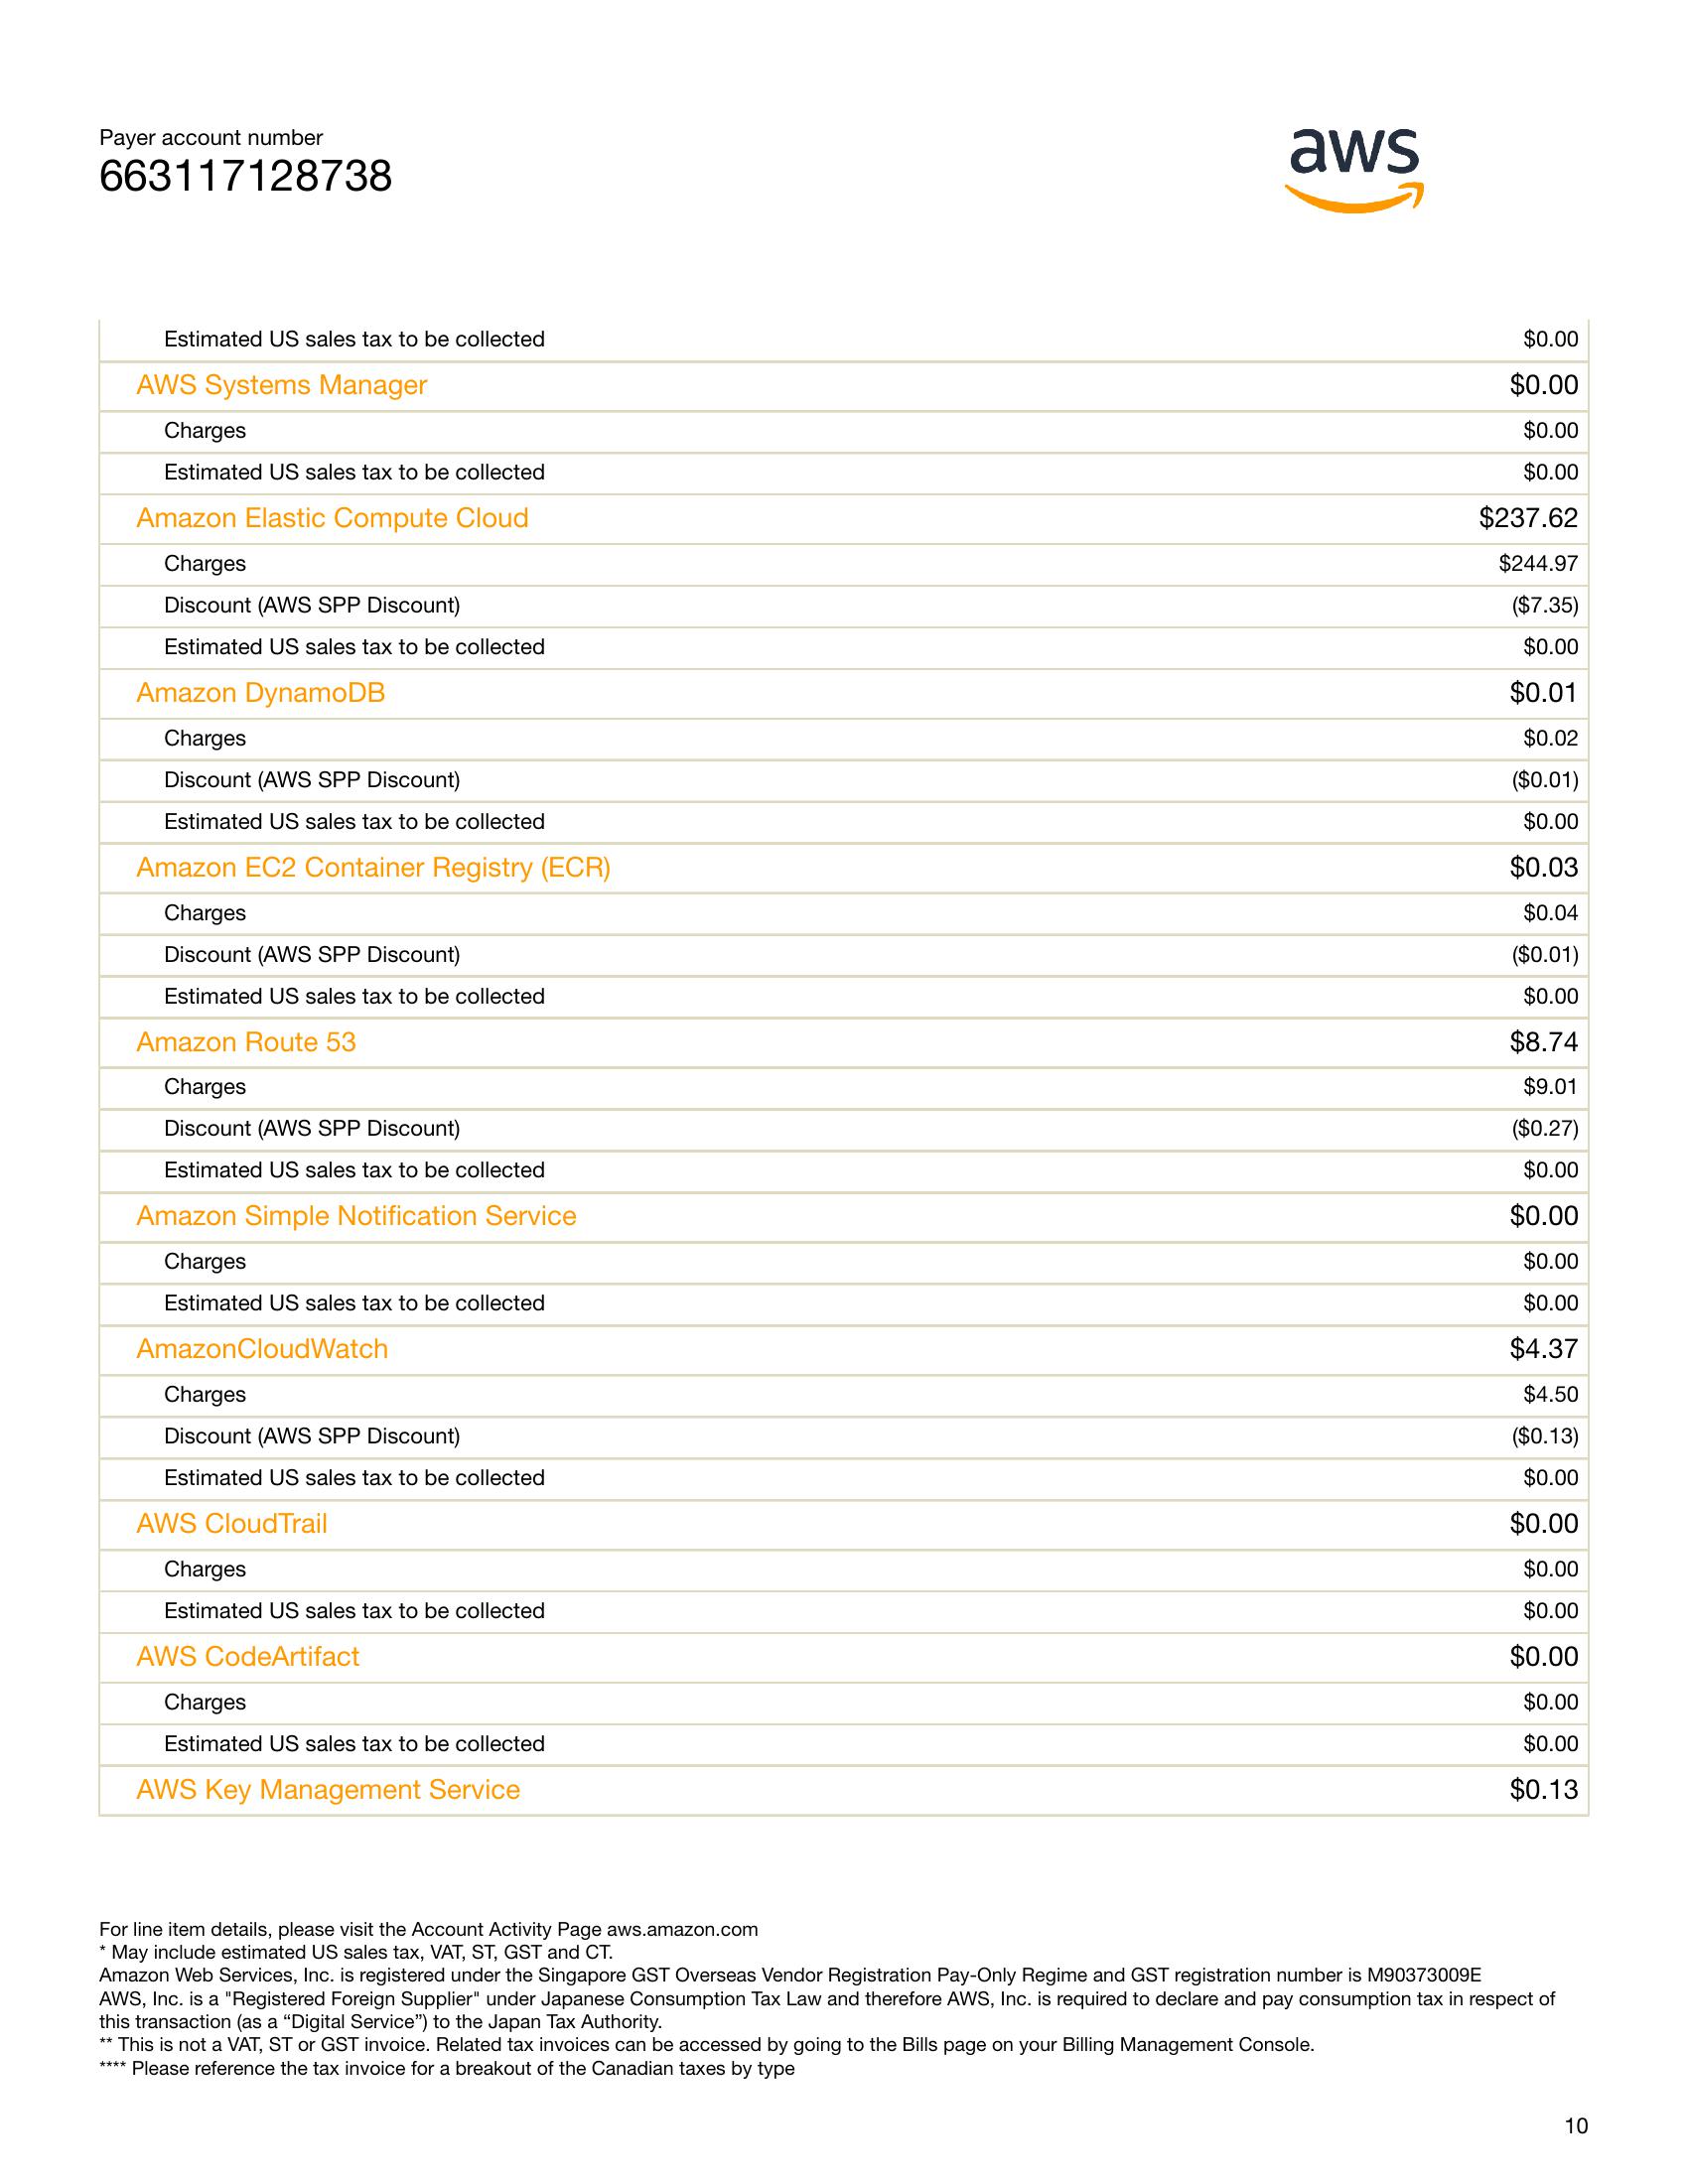 Payer account number
663117128738
aws
Estimated US sales tax to be collected $0.00
AWS Systems Manager $0.00
Charges $0.00
Estimated US sales tax to be collected $0.00
Amazon Elastic Compute Cloud $237.62
Charges $244.97
Discount (AWS SPP Discount) ($7.35)
Estimated US sales tax to be collected $0.00
Amazon DynamoDB $0.01
Charges $0.02
Discount (AWS SPP Discount) ($0.01)
Estimated US sales tax to be collected $0.00
Amazon EC2 Container Registry (ECR) $0.03
Charges $0.04
Discount (AWS SPP Discount) ($0.01)
Estimated US sales tax to be collected $0.00
Amazon Route 53 $8.74
Charges $9.01
Discount (AWS SPP Discount) ($0.27)
Estimated US sales tax to be collected $0.00
Amazon Simple Notification Service $0.00
Charges $0.00
Estimated US sales tax to be collected $0.00
AmazonCloudWatch $4.37
Charges $4.50
Discount (AWS SPP Discount) ($0.13)
Estimated US sales tax to be collected $0.00
AWS CloudTrail $0.00
Charges $0.00
Estimated US sales tax to be collected $0.00
AWS CodeArtifact $0.00
Charges $0.00
Estimated US sales tax to be collected $0.00
AWS Key Management Service $0.13
For line item details, please visit the Account Activity Page aws.amazon.com
* May include estimated US sales tax, VAT, ST, GST and CT.
Amazon Web Services, Inc. is registered under the Singapore GST Overseas Vendor Registration Pay-Only Regime and GST registration number is M90373009E
AWS, Inc. is a "Registered Foreign Supplier" under Japanese Consumption Tax Law and therefore AWS, Inc. is required to declare and pay consumption tax in respect of
this transaction (as a “Digital Service”) to the Japan Tax Authority.
** This is not a VAT, ST or GST invoice. Related tax invoices can be accessed by going to the Bills page on your Billing Management Console.
**** Please reference the tax invoice for a breakout of the Canadian taxes by type
10